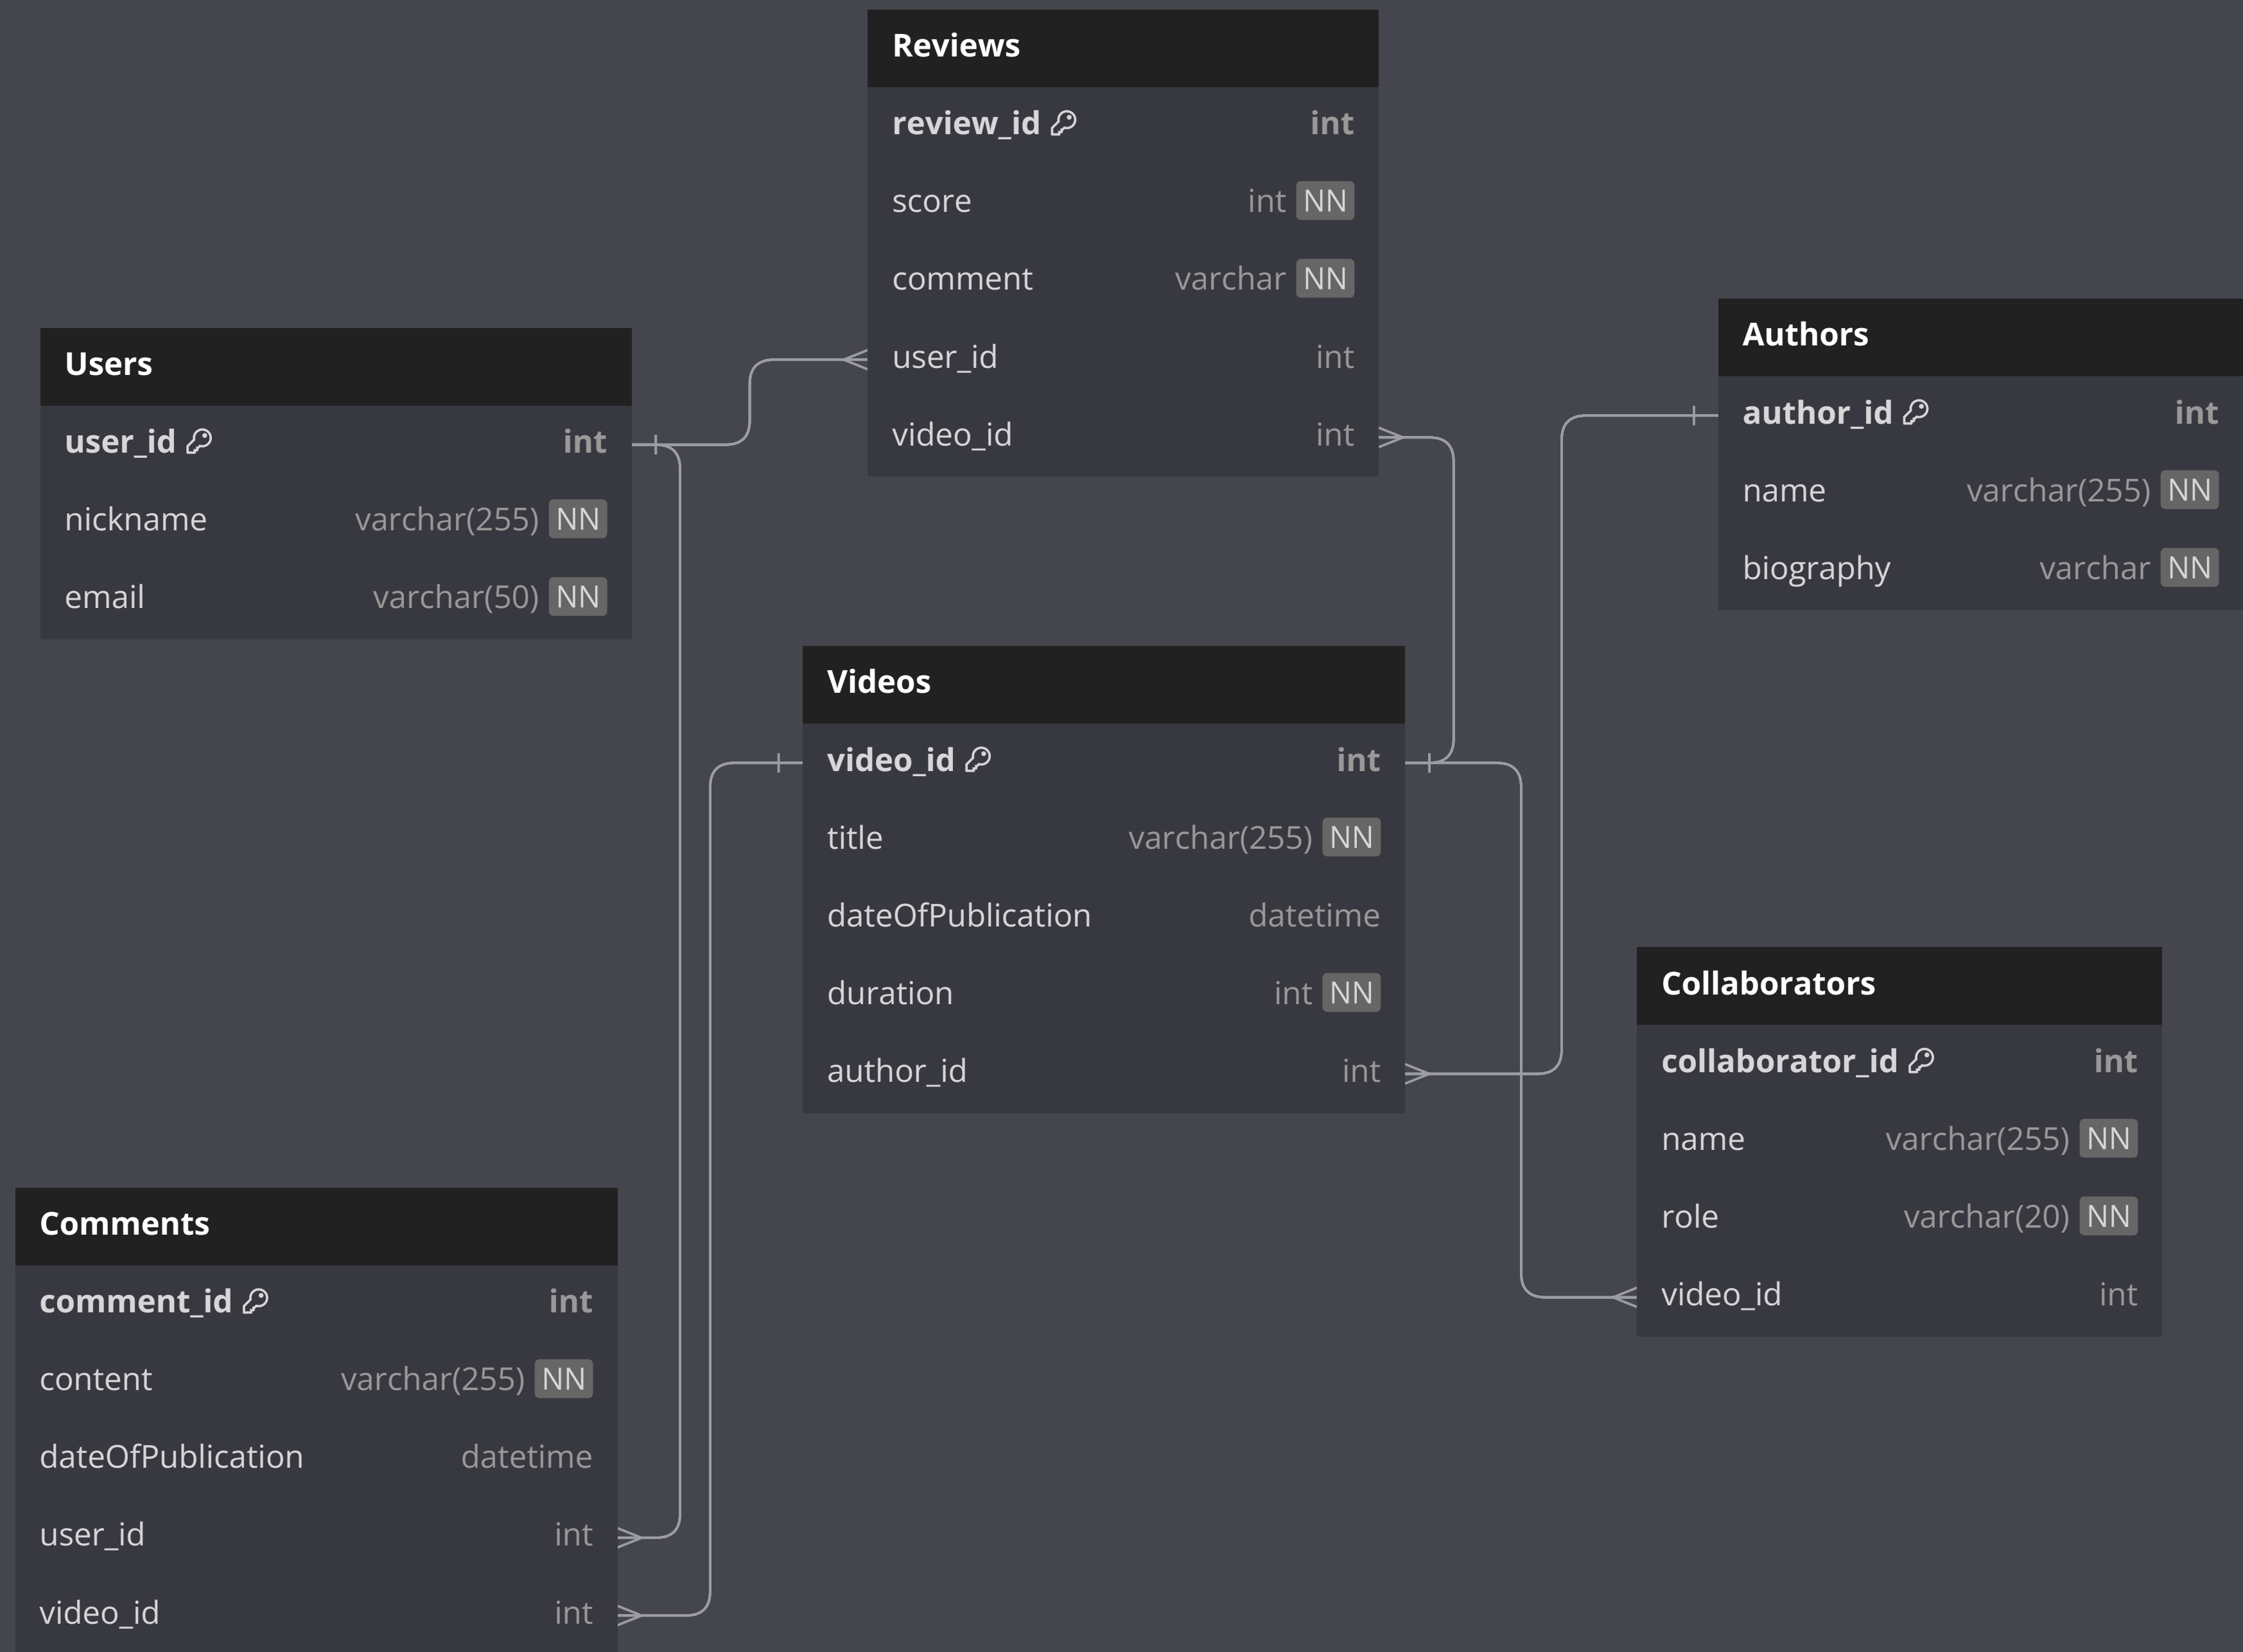 Reviews
review_id int
score int NN
comment varchar NN
user_id int
video_id int
Users
user_id int
nickname varchar(255) NN
email varchar(50) NN
Authors
author_id int
name varchar(255) NN
biography varchar NN
Videos
video_id int
title varchar(255) NN
dateOfPublication datetime
duration int NN
author_id int
Collaborators
collaborator_id int
name varchar(255) NN
role varchar(20) NN
video_id int
Comments
comment_id int
content varchar(255) NN
dateOfPublication datetime
user_id int
video_id int